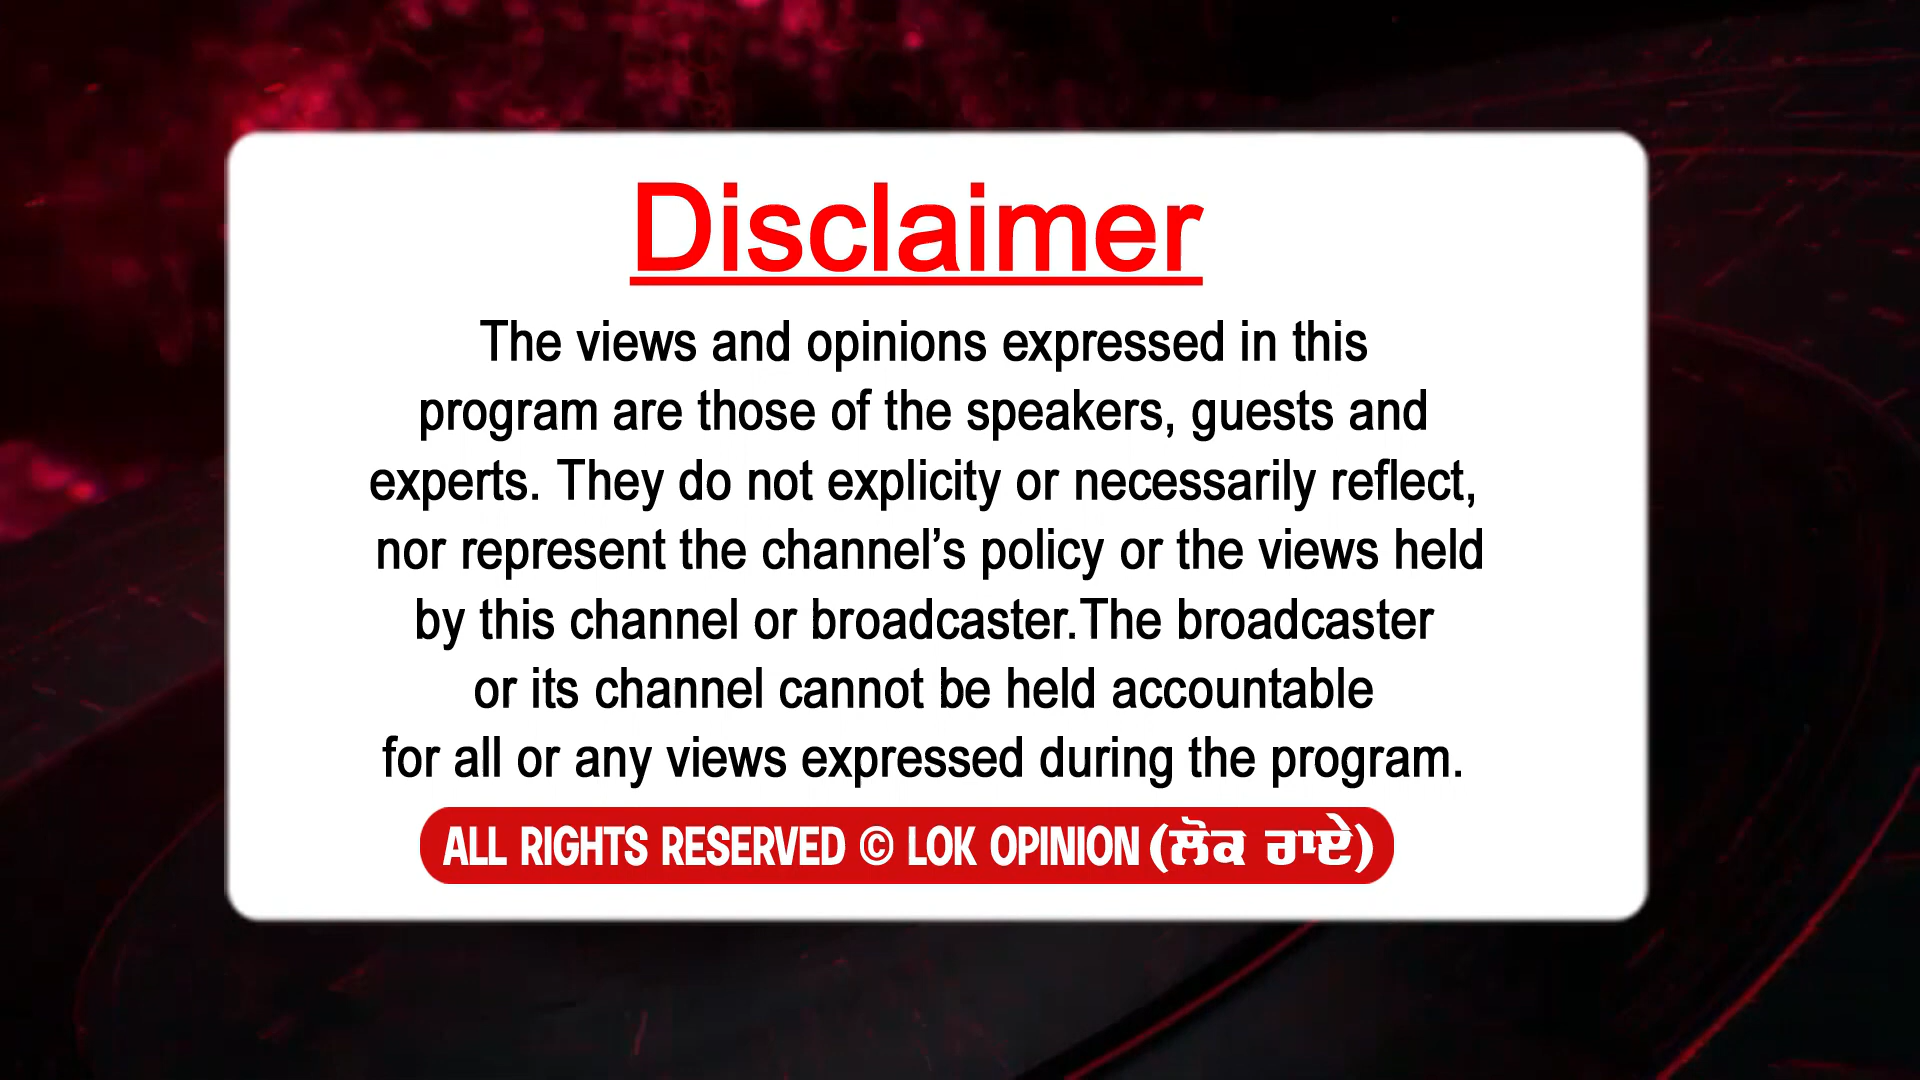 Disclaimer
The views and opinions expressed in this
program are those of the speakers, guests and
experts. They do not explicity or necessarily reflect,
nor represent the channel’s policy or the views held
by this channel or broadcaster.The broadcaster
or its channel cannot be held accountable
for all or any views expressed during the program.
ALL RIGHTS RESERVED © LOK OPINION (ਲੋਕ ਰਾਏ)